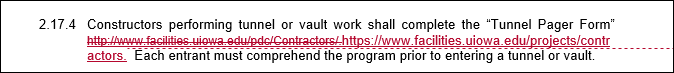 2.17.4 Constructors performing tunnel or vault work shall complete the “Tunnel Pager Form”
http://www.facilities.uiowa.edu/pdc/Contractors/ https://www.facilities.uiowa.edu/projects/contr
actors. Each entrant must comprehend the program prior to entering a tunnel or vault.